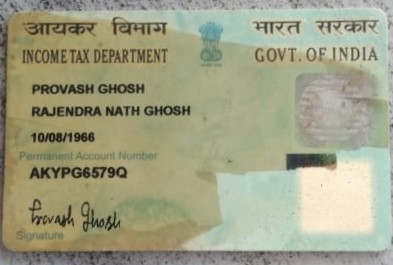 आयकर विभाग भारत सरकार
INCOME TAX DEPARTMENT GOVT. OF INDIA
PROVASH GHOSH
RAJENDRA NATH GHOSH
10/08/1966
Permanent Account Number
AKYPG6579Q
Provash Ghosh
Signature